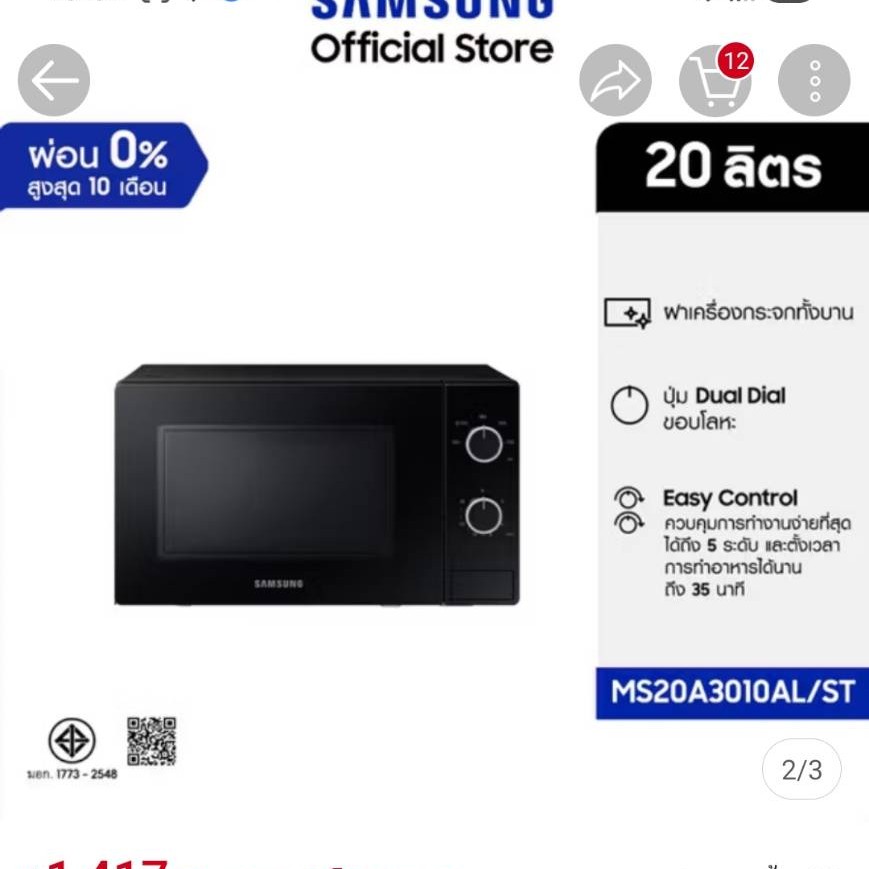 SAMSUNG
Official Store
12
ผ่อน 0%
สูงสุด 10 เดือน
20 ลิตร
ฝาเครื่องกระจกทั้งบาน
ปุ่ม Dual Dial
ขอบโลหะ
Easy Control
ควบคุมการทำงานง่ายที่สุด
ได้ถึง 5 ระดับ และตั้งเวลา
การทำอาหารได้นาน
ถึง 35 นาที
SAMSUNG
MS20A3010AL/ST
มอก. 1773 - 2548
2/3
1,417